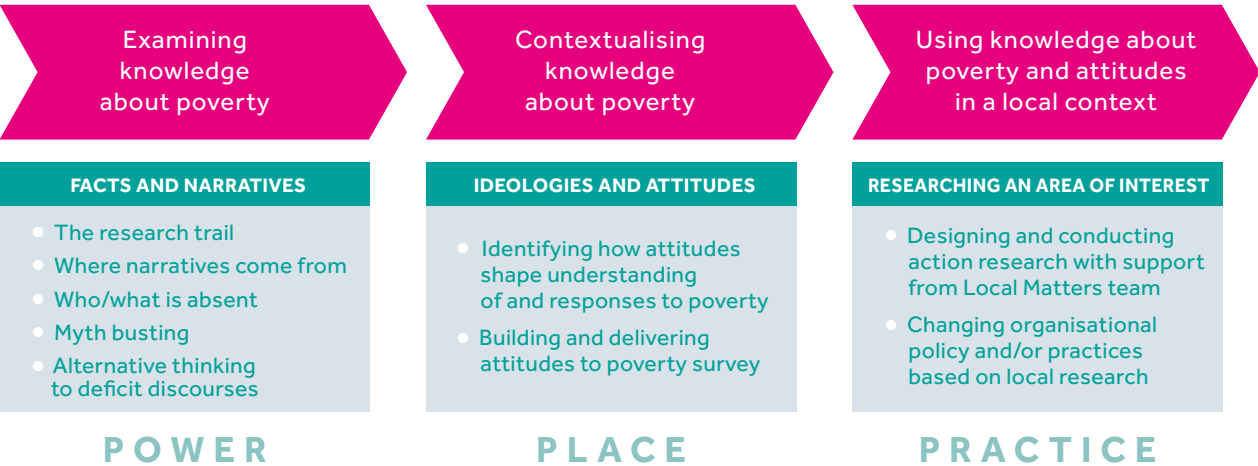 Examining
knowledge
about poverty
FACTS AND NARRATIVES
The research trail
Where narratives come from
Who/what is absent
Myth busting
Alternative thinking
to deficit discourses
POWER
Contextualising
knowledge
about poverty
IDEOLOGIES AND ATTITUDES
Identifying how attitudes
shape understanding
of and responses to poverty
Building and delivering
attitudes to poverty survey
PLACE
Using knowledge about
poverty and attitudes
in a local context
RESEARCHING AN AREA OF INTEREST
Designing and conducting
action research with support
from Local Matters team
Changing organisational
policy and/or practices
based on local research
PRACTICE